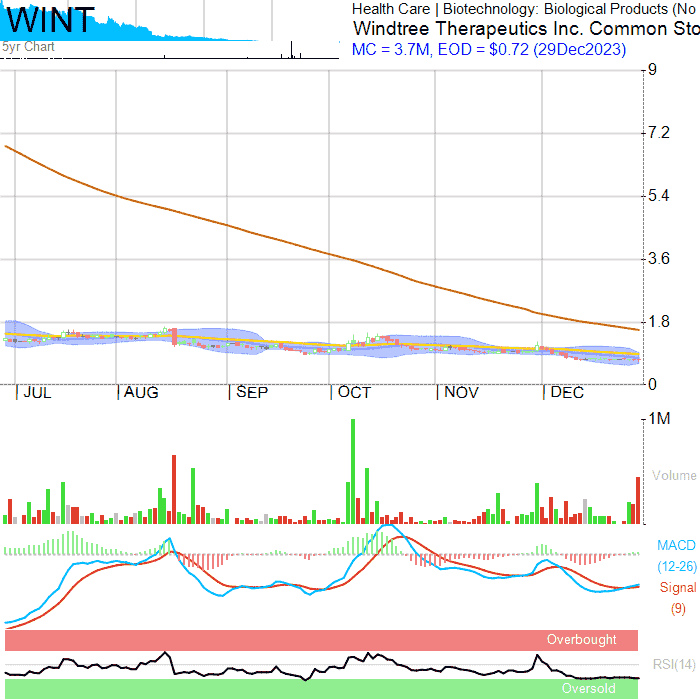 WINT
Health Care | Biotechnology: Biological Products (No
Windtree Therapeutics Inc. Common Sto
MC = 3.7M, EOD = $0.72 (29Dec2023)
5yr Chart
9
7.2
5.4
3.6
1.8
0
JUL AUG SEP OCT NOV DEC
1M
Volume
MACD
(12-26)
Signal
(9)
Overbought
RSI(14)
Oversold